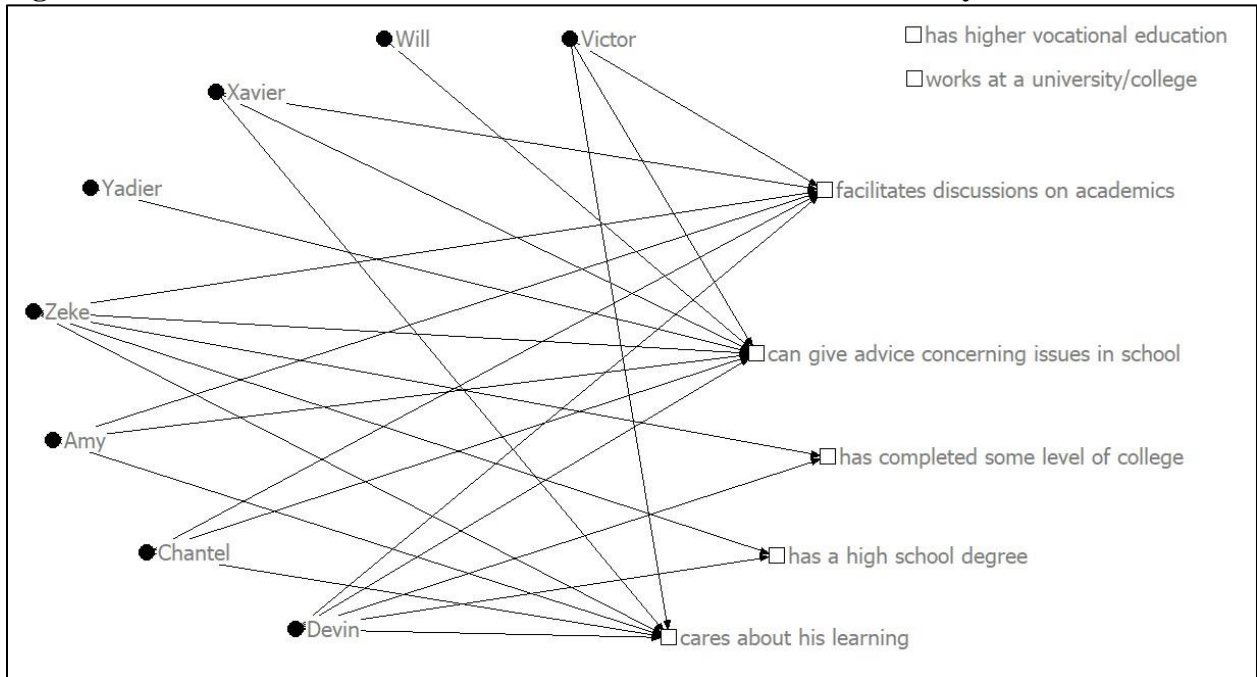 Will
Victor
has higher vocational education
works at a university/college
Xavier
Yadier
facilitates discussions on academics
Zeke
can give advice concerning issues in school
Amy
has completed some level of college
Chantel
has a high school degree
Devin
cares about his learning